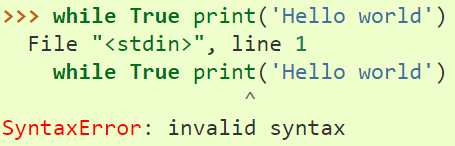 >>> while True print('Hello world')
  File "<stdin>", line 1
    while True print('Hello world')
                   ^
SyntaxError: invalid syntax